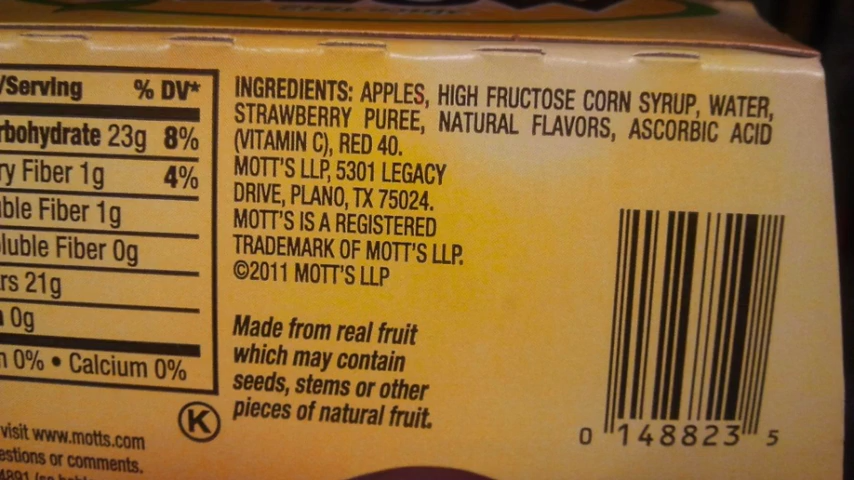 /Serving % DV*
rbohydrate 23g 8%
ry Fiber 1g 4%
ble Fiber 1g
luble Fiber 0g
rs 21g
0g
n 0% • Calcium 0%
K
visit www.motts.com
estions or comments.
INGREDIENTS: APPLES, HIGH FRUCTOSE CORN SYRUP, WATER,
STRAWBERRY PUREE, NATURAL FLAVORS, ASCORBIC ACID
(VITAMIN C), RED 40.
MOTT'S LLP, 5301 LEGACY
DRIVE, PLANO, TX 75024.
MOTT'S IS A REGISTERED
TRADEMARK OF MOTT'S LLP.
©2011 MOTT'S LLP
Made from real fruit
which may contain
seeds, stems or other
pieces of natural fruit.
0 148823 5